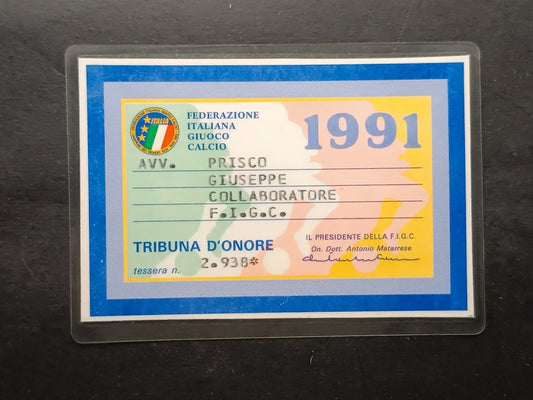 ITALIA
FEDERAZIONE
ITALIANA
GIUOCO
CALCIO
1991
AVV. PRISCO
GIUSEPPE
COLLABORATORE
F.I.G.C.
TRIBUNA D'ONORE
IL PRESIDENTE DELLA F.I.G.C.
On. Dott. Antonio Matarrese
tessera n. 2.938*